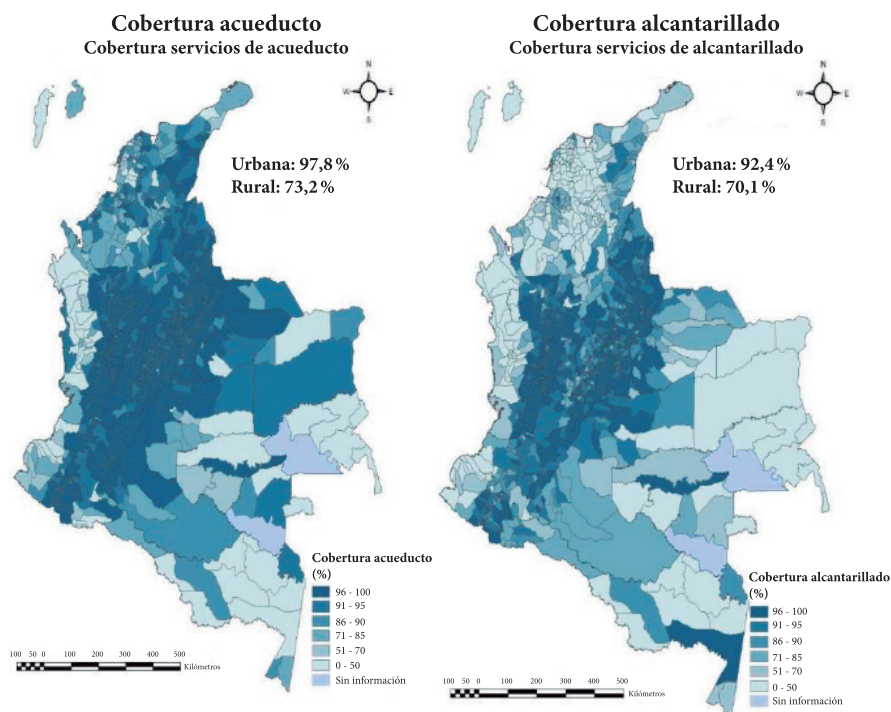 Cobertura acueducto
Cobertura servicios de acueducto
N
W
E
S
Urbana: 97,8 %
Rural: 73,2 %
Cobertura acueducto
(%)
96 - 100
91 - 95
86 - 90
71 - 85
51 - 70
0 - 50
Sin información
100 50 0 100 200 300 400 500
Kilómetros
Cobertura alcantarillado
Cobertura servicios de alcantarillado
N
W
E
S
Urbana: 92,4 %
Rural: 70,1 %
Cobertura alcantarillado
(%)
96 - 100
91 - 95
86 - 90
71 - 85
51 - 70
0 - 50
Sin información
100 50 0 100 200 300 400 500
Kilómetros